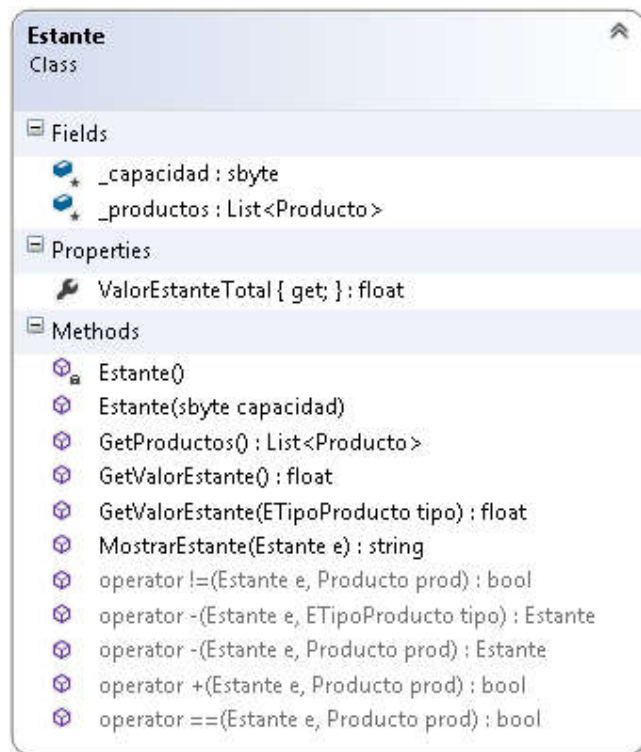 Estante
Class
Fields
_capacidad : sbyte
_productos : List<Producto>
Properties
ValorEstanteTotal { get; } : float
Methods
Estante()
Estante(sbyte capacidad)
GetProductos() : List<Producto>
GetValorEstante() : float
GetValorEstante(ETipoProducto tipo) : float
MostrarEstante(Estante e) : string
operator !=(Estante e, Producto prod) : bool
operator -(Estante e, ETipoProducto tipo) : Estante
operator -(Estante e, Producto prod) : Estante
operator +(Estante e, Producto prod) : bool
operator ==(Estante e, Producto prod) : bool